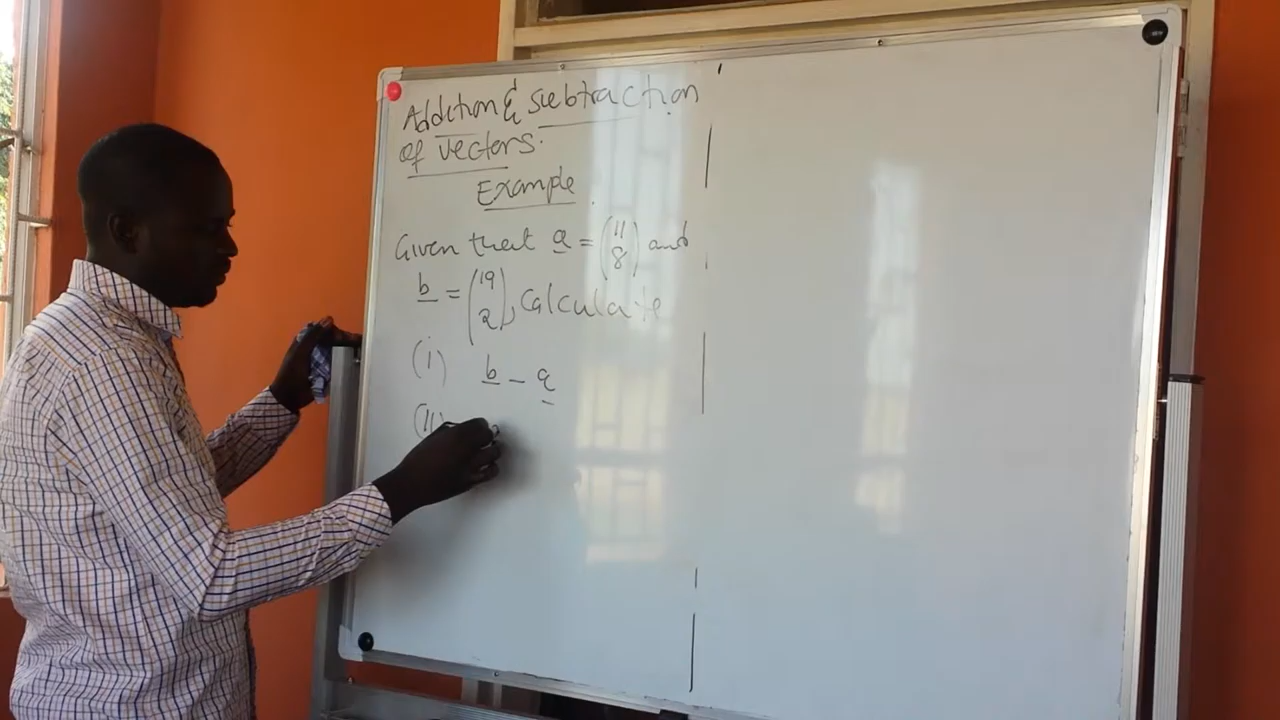 Addition & subtraction
of vectors.
Example.
Given that a = (11 8) and
b = (19 2), Calculate
(i) b - a
(ii)